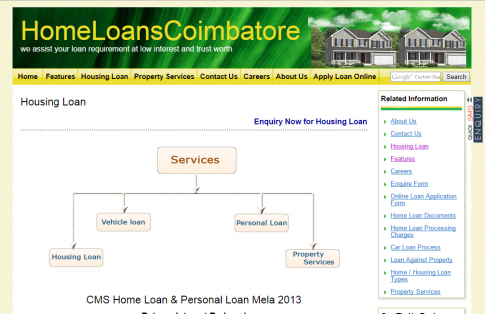 HomeLoansCoimbatore
we assist your loan requirement at low interest and trust worth
Home Features Housing Loan Property Services Contact Us Careers About Us Apply Loan Online
Google™ Custom Sea Search
Housing Loan
Enquiry Now for Housing Loan
Services
Vehicle loan
Personal Loan
Housing Loan
Property
Services
CMS Home Loan & Personal Loan Mela 2013
Related Information
About Us
Contact Us
Housing Loan
Features
Careers
Enquire Form
Online Loan Application
Form
Home Loan Documents
Home Loan Processing
Charges
Car Loan Process
Loan Against Property
Home / Housing Loan
Types
Property Services
QUICK SMS
ENQUIRY